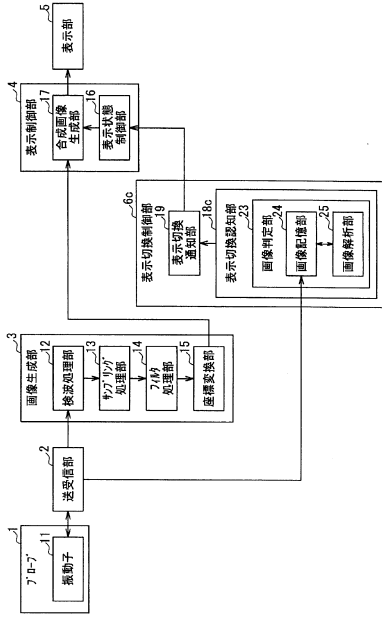 1
プローブ
11
振動子
2
送受信部
3
画像生成部
12
検波処理部
13
サンプリング
処理部
14
フィルタ
処理部
15
座標変換部
4
表示制御部
17
合成画像
生成部
16
表示状態
制御部
5
表示部
6c
表示切換制御部
19
表示切換
通知部
18c
表示切換認知部
23
画像判定部
24
画像記憶部
25
画像解析部